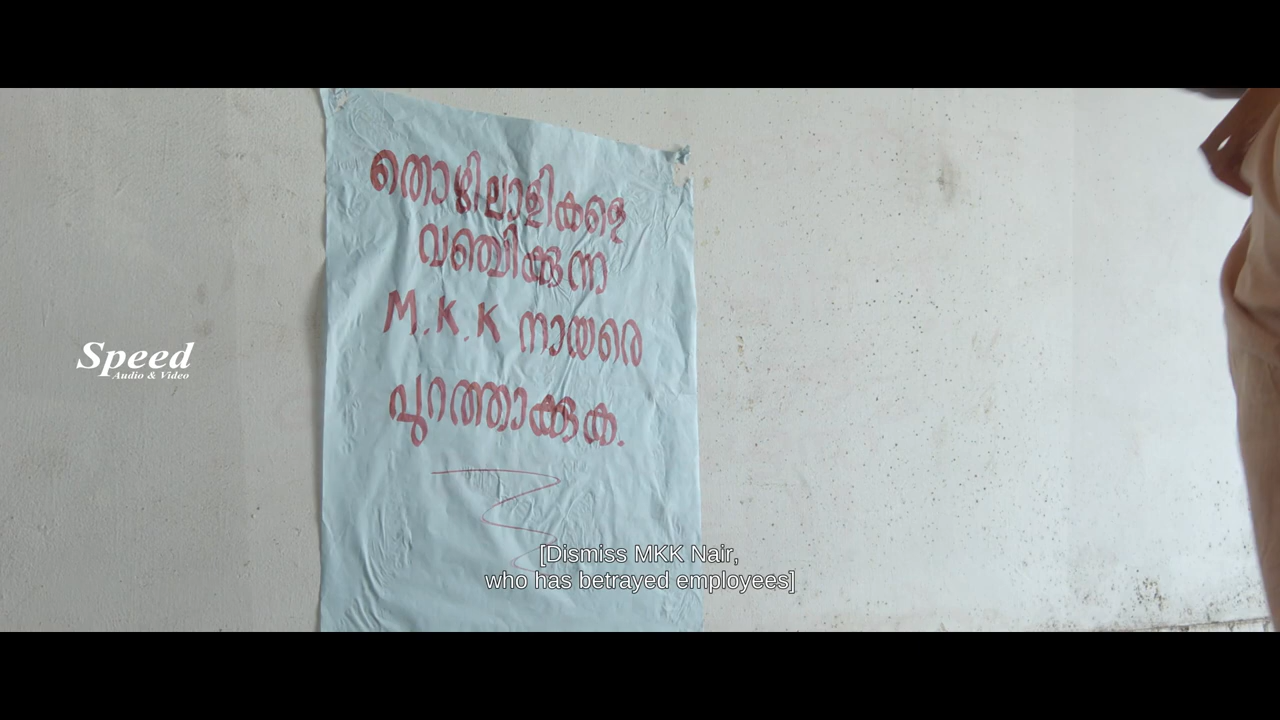 തൊഴിലാളികളെ
വഞ്ചിക്കുന്ന
M.K.K നായരെ
പുറത്താക്കുക.
Speed
Audio & Video
[Dismiss MKK Nair,
who has betrayed employees]